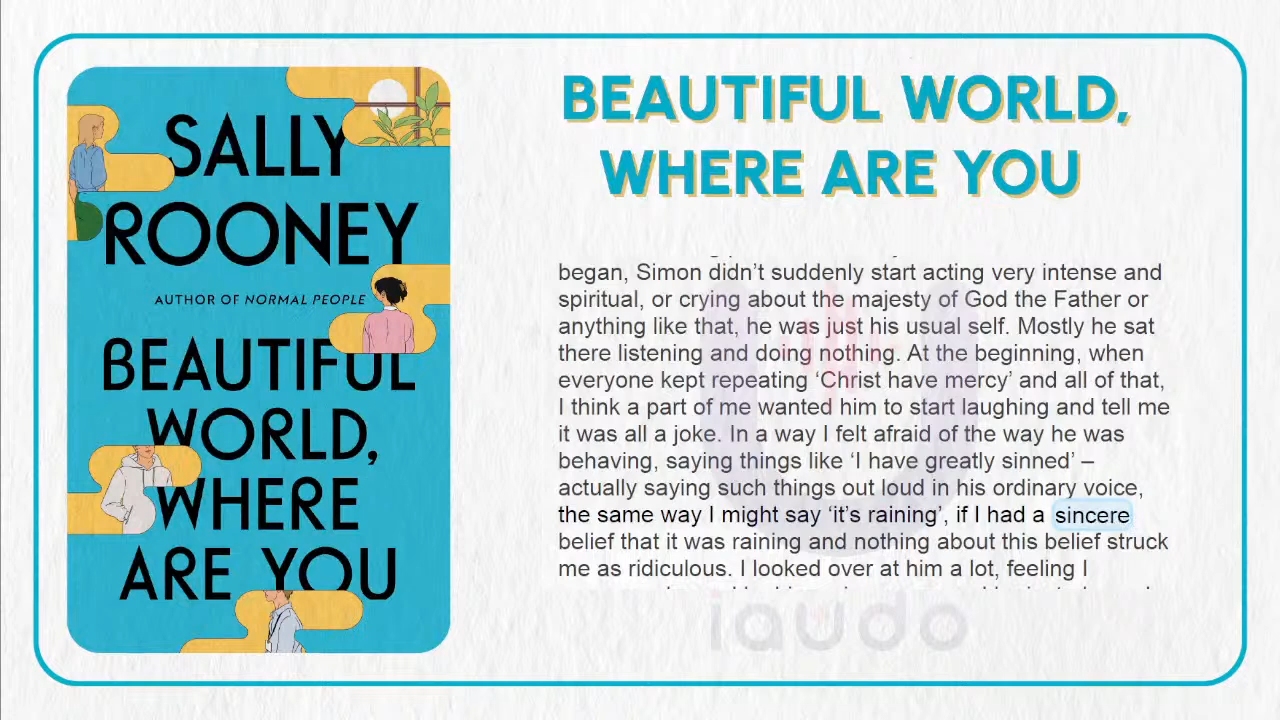 SALLY
ROONEY
AUTHOR OF NORMAL PEOPLE
BEAUTIFUL
WORLD,
WHERE
ARE YOU
BEAUTIFUL WORLD,
WHERE ARE YOU
began, Simon didn’t suddenly start acting very intense and
spiritual, or crying about the majesty of God the Father or
anything like that, he was just his usual self. Mostly he sat
there listening and doing nothing. At the beginning, when
everyone kept repeating ‘Christ have mercy’ and all of that,
I think a part of me wanted him to start laughing and tell me
it was all a joke. In a way I felt afraid of the way he was
behaving, saying things like ‘I have greatly sinned’ –
actually saying such things out loud in his ordinary voice,
the same way I might say ‘it’s raining’, if I had a sincere
belief that it was raining and nothing about this belief struck
me as ridiculous. I looked over at him a lot, feeling I
iaudo